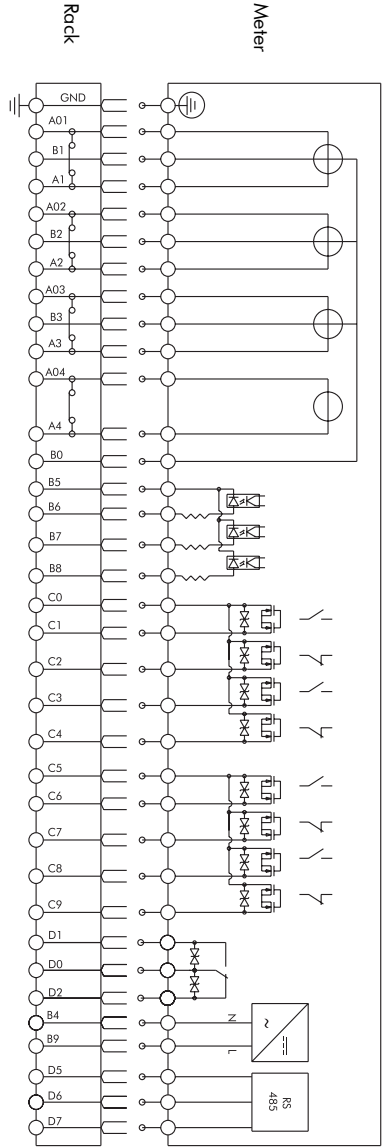 Rack
Meter
GND
A01
B1
A1
A02
B2
A2
A03
B3
A3
A04
A4
B0
B5
B6
B7
B8
C0
C1
C2
C3
C4
C5
C6
C7
C8
C9
D1
D0
D2
B4
N
B9
L
D5
D6
D7
RS
485